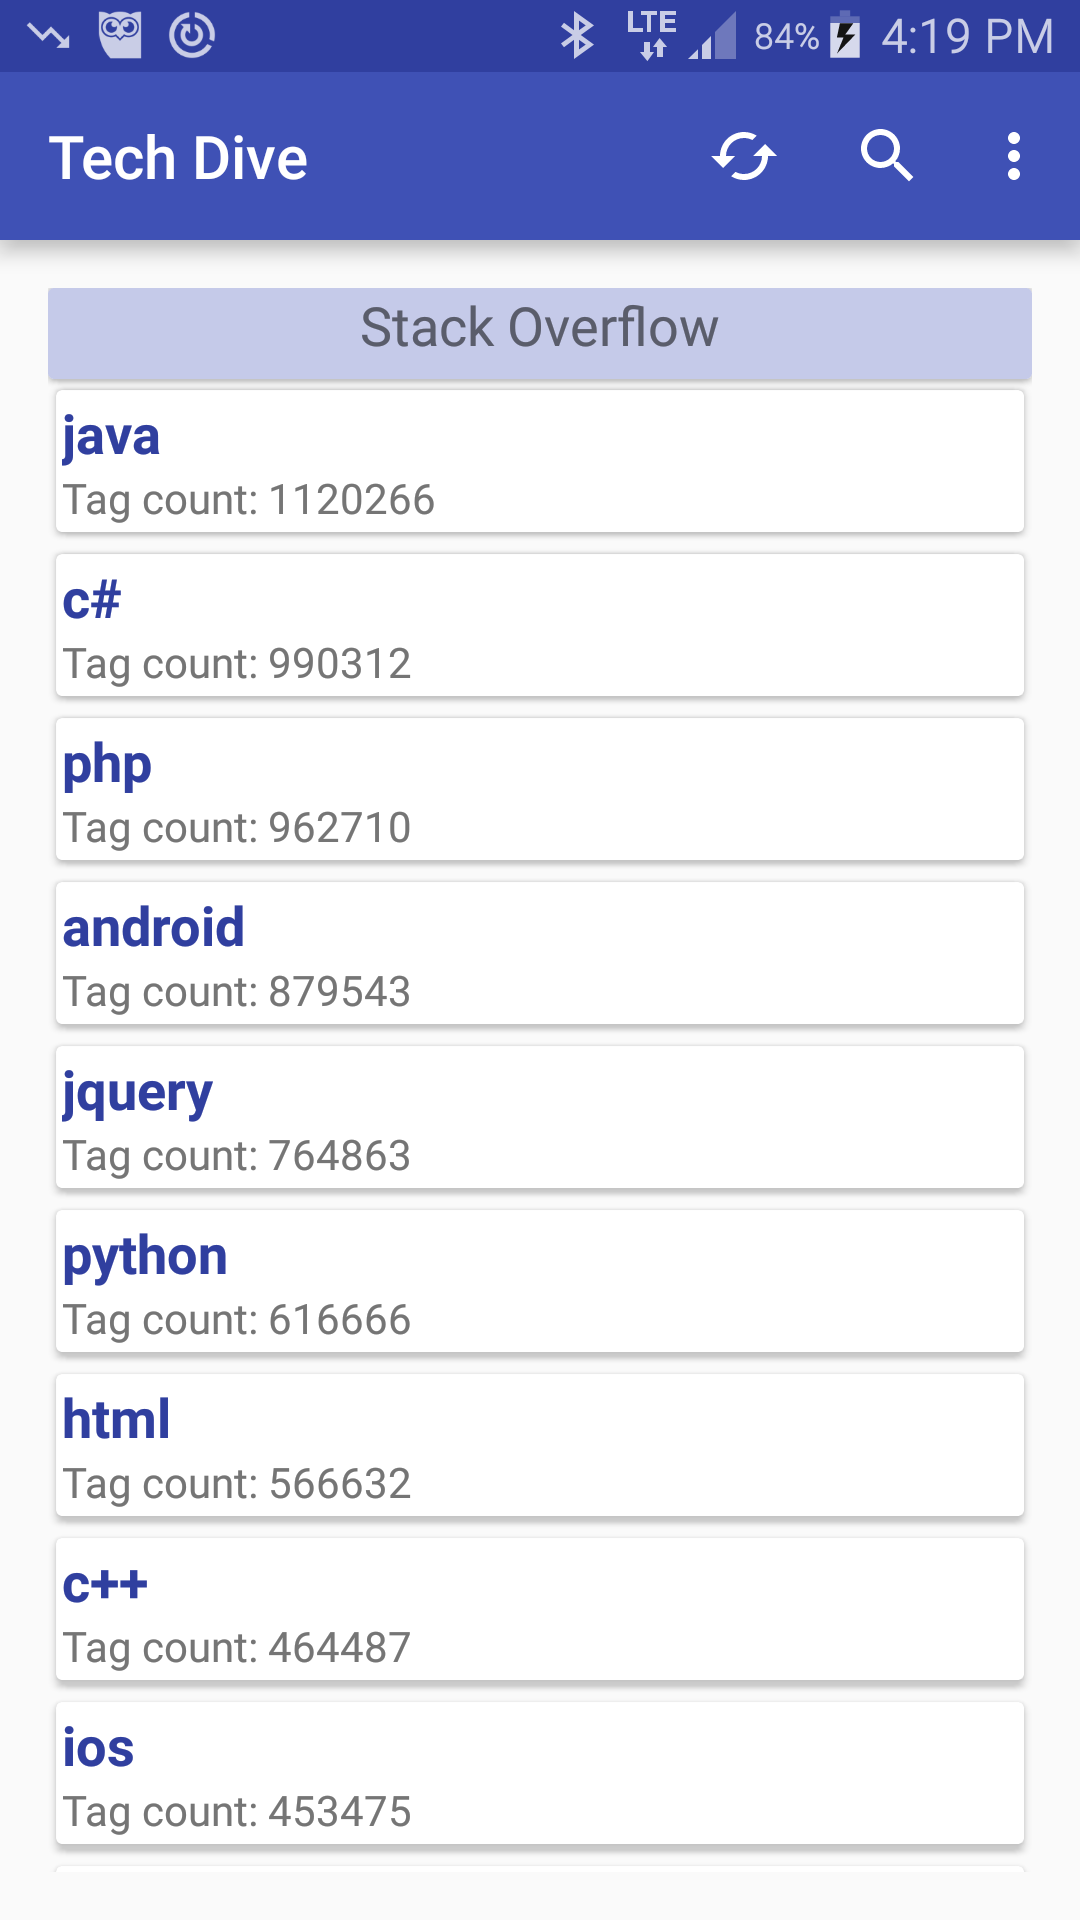 LTE 84% 4:19 PM
Tech Dive
Stack Overflow
java
Tag count: 1120266
c#
Tag count: 990312
php
Tag count: 962710
android
Tag count: 879543
jquery
Tag count: 764863
python
Tag count: 616666
html
Tag count: 566632
c++
Tag count: 464487
ios
Tag count: 453475